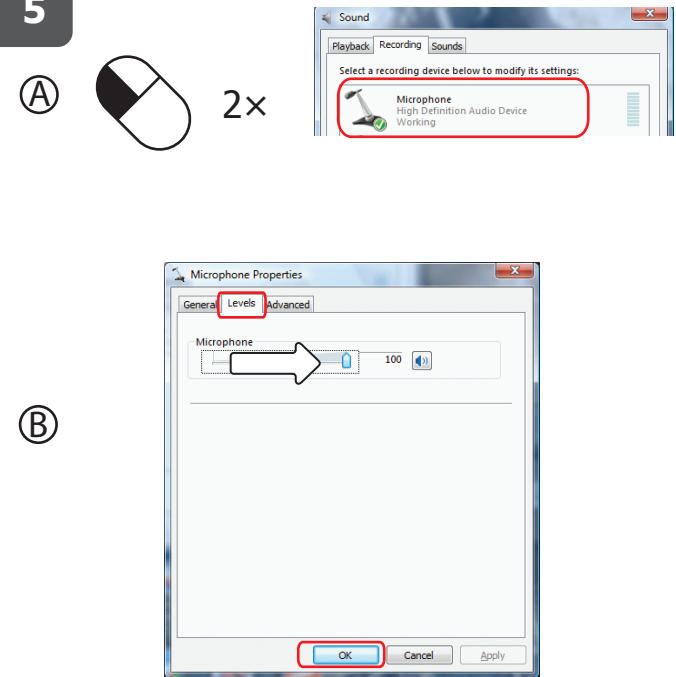 5
Sound
Playback Recording Sounds
Select a recording device below to modify its settings:
A 2×
Microphone
High Definition Audio Device
Working
Microphone Properties
General Levels Advanced
Microphone
100
B
OK Cancel Apply